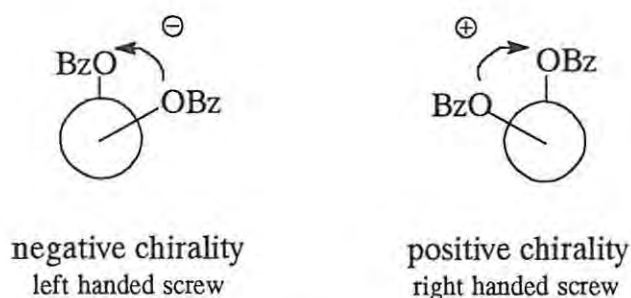 ⊖
BzO
OBz
negative chirality
left handed screw
⊕
OBz
BzO
positive chirality
right handed screw